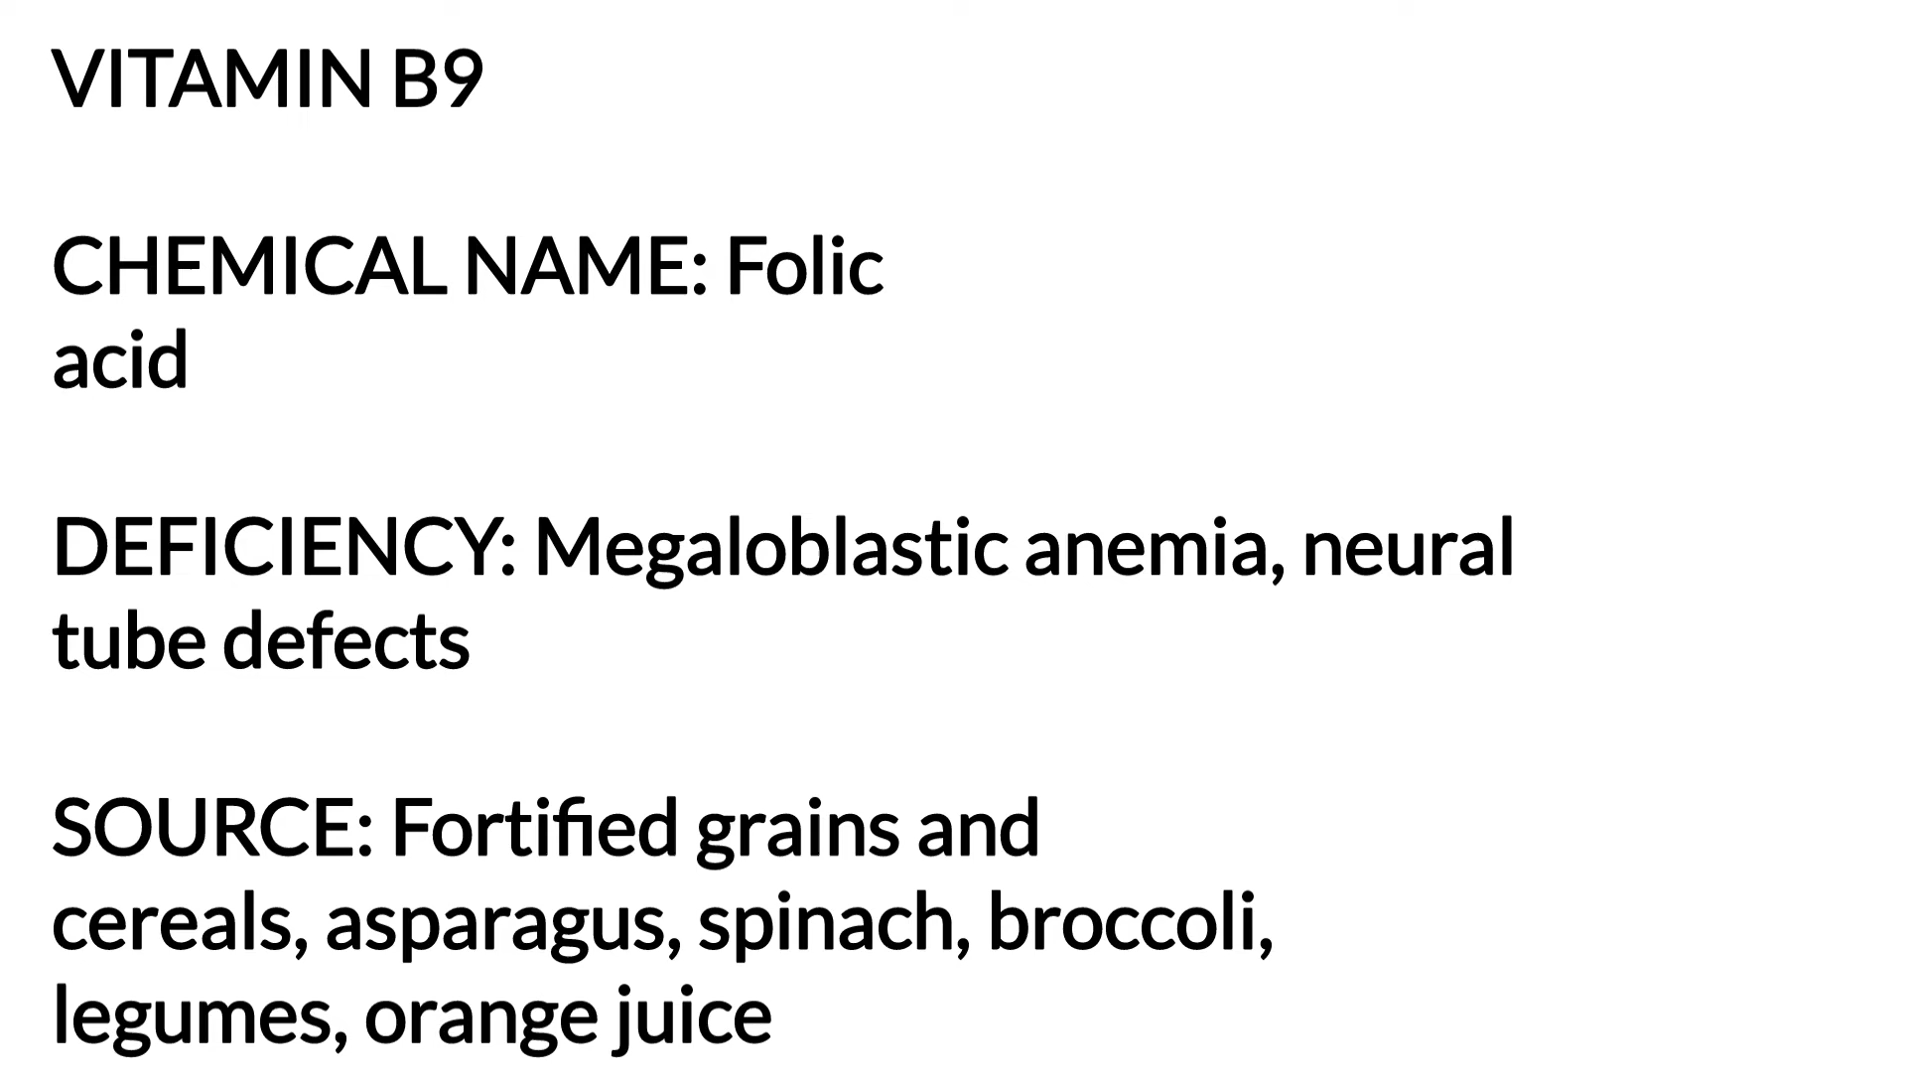 VITAMIN B9
CHEMICAL NAME: Folic
acid
DEFICIENCY: Megaloblastic anemia, neural
tube defects
SOURCE: Fortified grains and
cereals, asparagus, spinach, broccoli,
legumes, orange juice